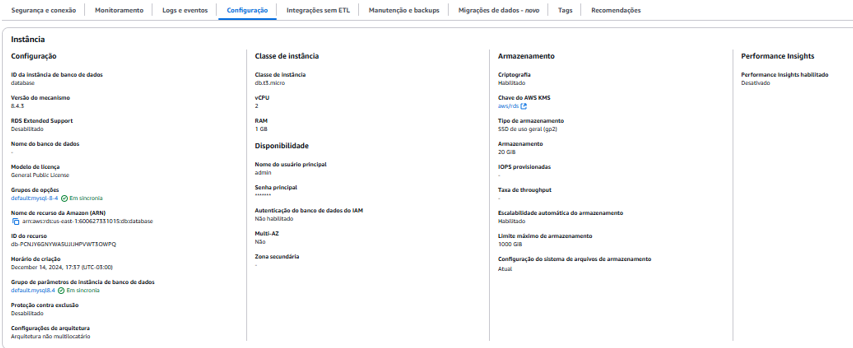 Segurança e conexão
Monitoramento
Logs e eventos
Configuração
Integrações sem ETL
Manutenção e backups
Migrações de dados - novo
Tags
Recomendações
Instância
Configuração
ID da instância de banco de dados
database
Versão do mecanismo
8.4.3
RDS Extended Support
Desabilitado
Nome do banco de dados
-
Modelo de licença
General Public License
Grupos de opções
default:mysql-8-4 Em sincronia
Nome de recurso da Amazon (ARN)
arn:aws:rds:us-east-1:600627331015:db:database
ID do recurso
Horário de criação
December 14, 2024, 17:37 (UTC-03:00)
Grupo de parâmetros de instância de banco de dados
default.mysql8.4 Em sincronia
Proteção contra exclusão
Desabilitado
Configurações de arquitetura
Arquitetura não multilocatário
Classe de instância
Classe de instância
db.t3.micro
vCPU
2
RAM
1 GB
Disponibilidade
Nome do usuário principal
admin
Senha principal
*******
Autenticação do banco de dados do IAM
Não habilitado
Multi-AZ
Não
Zona secundária
-
Armazenamento
Criptografia
Habilitado
Chave do AWS KMS
aws/rds
Tipo de armazenamento
SSD de uso geral (gp2)
Armazenamento
20 GiB
IOPS provisionadas
-
Taxa de throughput
-
Escalabilidade automática do armazenamento
Habilitado
Limite máximo de armazenamento
1000 GiB
Configuração do sistema de arquivos de armazenamento
Atual
Performance Insights
Performance Insights habilitado
Desativado